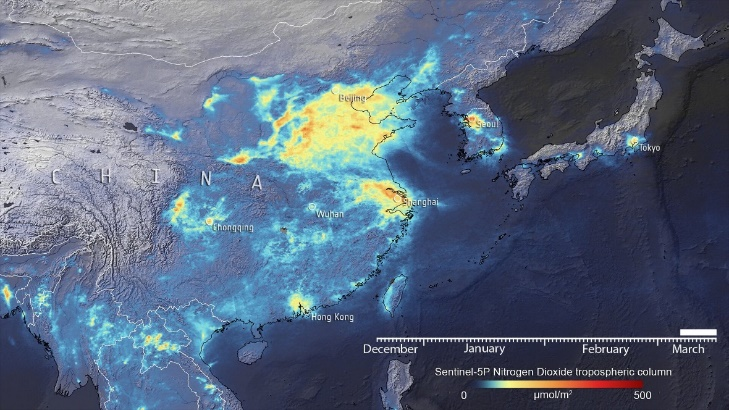 Beijing
Seoul
Tokyo
C H I N A
Shanghai
Wuhan
Chongqing
Hong Kong
December January February March
Sentinel-5P Nitrogen Dioxide tropospheric column
0 µmol/m² 500